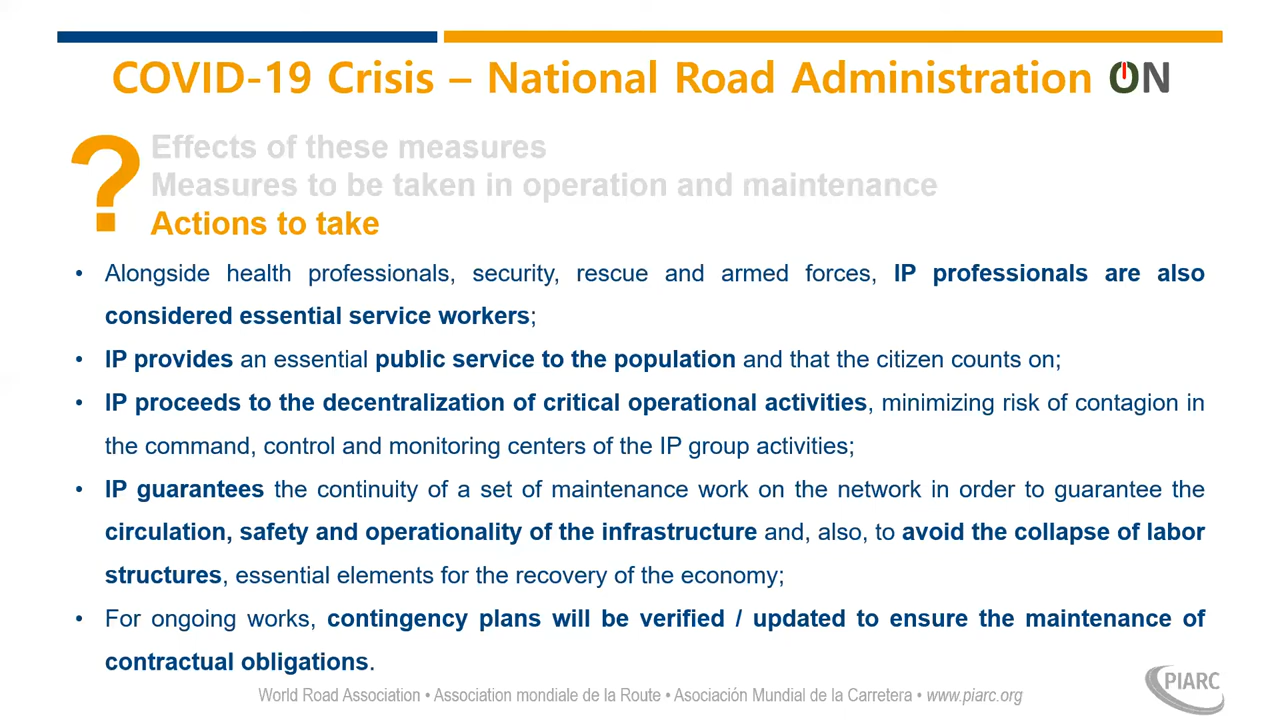 COVID-19 Crisis – National Road Administration ON
?
Effects of these measures
Measures to be taken in operation and maintenance
Actions to take
• Alongside health professionals, security, rescue and armed forces, IP professionals are also
considered essential service workers;
• IP provides an essential public service to the population and that the citizen counts on;
• IP proceeds to the decentralization of critical operational activities, minimizing risk of contagion in
the command, control and monitoring centers of the IP group activities;
• IP guarantees the continuity of a set of maintenance work on the network in order to guarantee the
circulation, safety and operationality of the infrastructure and, also, to avoid the collapse of labor
structures, essential elements for the recovery of the economy;
• For ongoing works, contingency plans will be verified / updated to ensure the maintenance of
contractual obligations.
World Road Association • Association mondiale de la Route • Asociación Mundial de la Carretera • www.piarc.org
PIARC